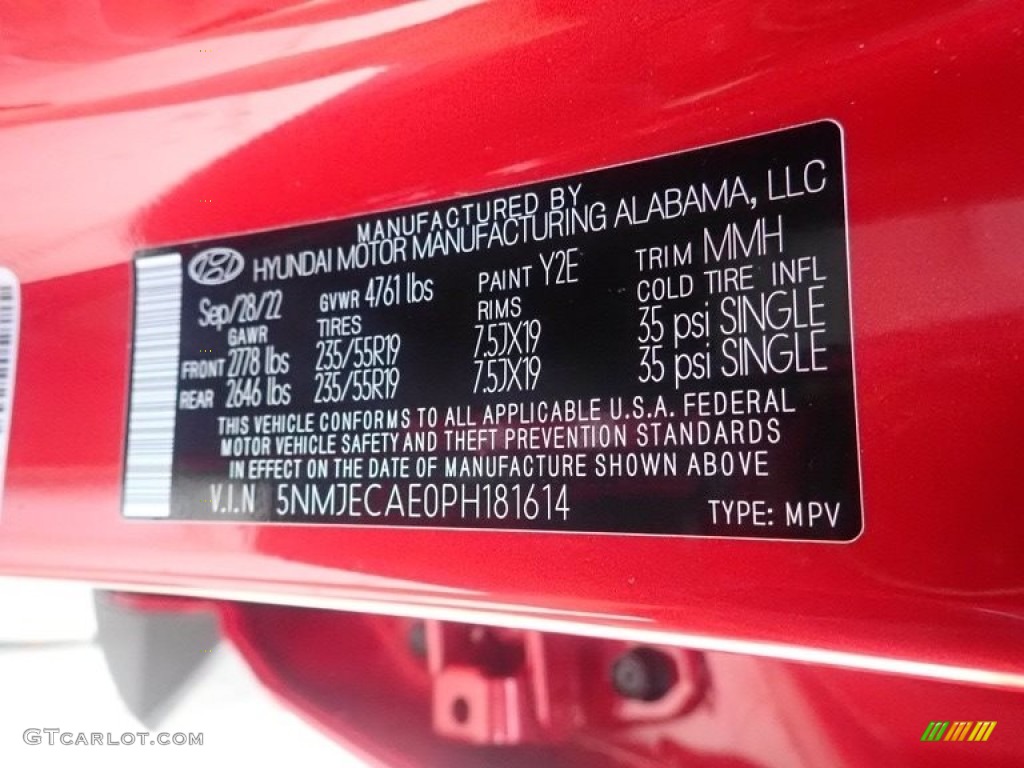 MANUFACTURED BY
HYUNDAI MOTOR MANUFACTURING ALABAMA, LLC
Sep/28/22 GVWR 4761 lbs PAINT Y2E TRIM MMH
GAWR TIRES RIMS COLD TIRE INFL
FRONT 2778 lbs 235/55R19 7.5JX19 35 psi SINGLE
REAR 2646 lbs 235/55R19 7.5JX19 35 psi SINGLE
THIS VEHICLE CONFORMS TO ALL APPLICABLE U.S.A. FEDERAL
MOTOR VEHICLE SAFETY AND THEFT PREVENTION STANDARDS
IN EFFECT ON THE DATE OF MANUFACTURE SHOWN ABOVE
V.I.N 5NMJECAE0PH181614 TYPE: MPV
GTCARLOT.COM